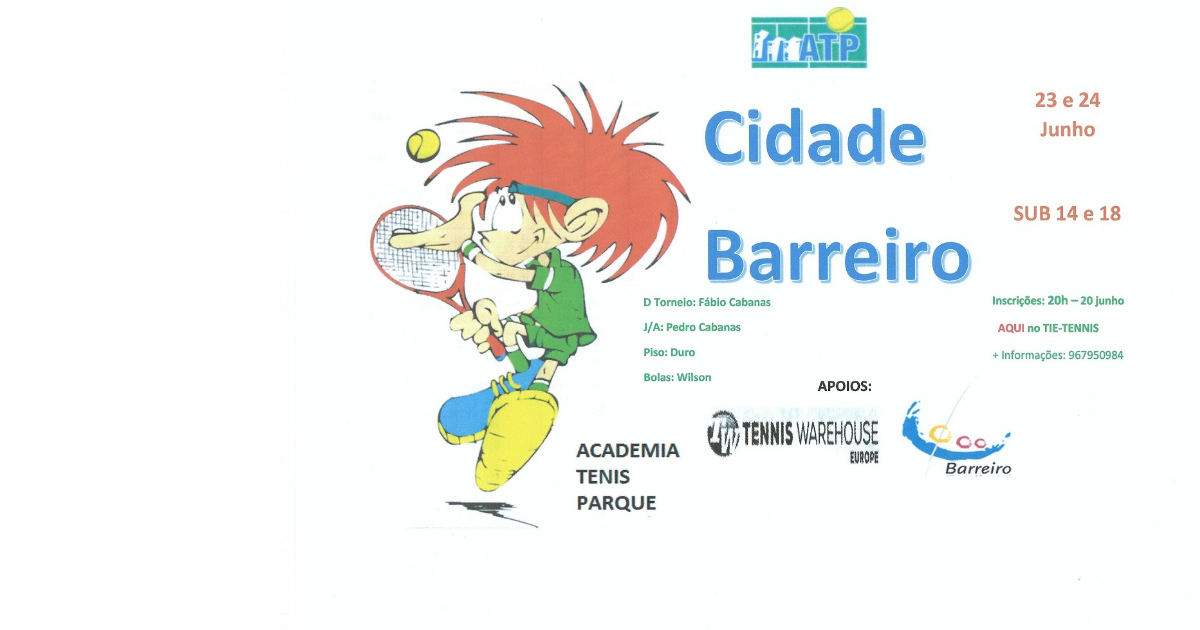 ATP
Cidade
Barreiro
23 e 24
Junho
SUB 14 e 18
D Torneio: Fábio Cabanas
J/A: Pedro Cabanas
Piso: Duro
Bolas: Wilson
Inscrições: 20h – 20 junho
AQUI no TIE-TENNIS
+ Informações: 967950984
APOIOS:
TW TENNIS WAREHOUSE
EUROPE
Barreiro
ACADEMIA
TENIS
PARQUE